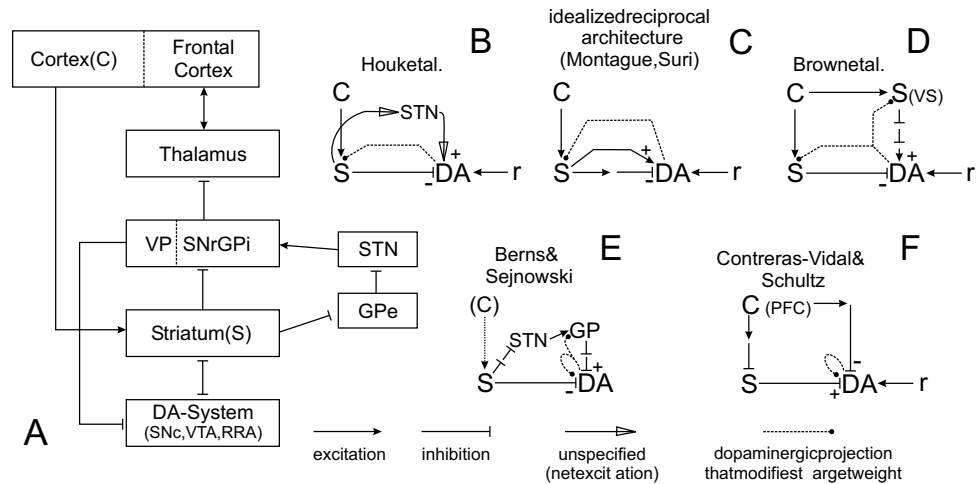 Cortex(C)
Frontal
Cortex
Thalamus
VP
SNrGPi
STN
GPe
Striatum(S)
DA-System
(SNc,VTA,RRA)
A
B
Houketal.
C
STN
S
-
+
DA
r
idealizedreciprocal
architecture
(Montague,Suri)
C
C
S
+
-
DA
r
D
Brownetal.
C
S(VS)
S
-
+
DA
r
E
Berns&
Sejnowski
(C)
STN
GP
S
-
+
DA
F
Contreras-Vidal&
Schultz
C(PFC)
S
+
-
DA
r
excitation
inhibition
unspecified
(netexcit ation)
dopaminergicprojection
thatmodifiest argetweight